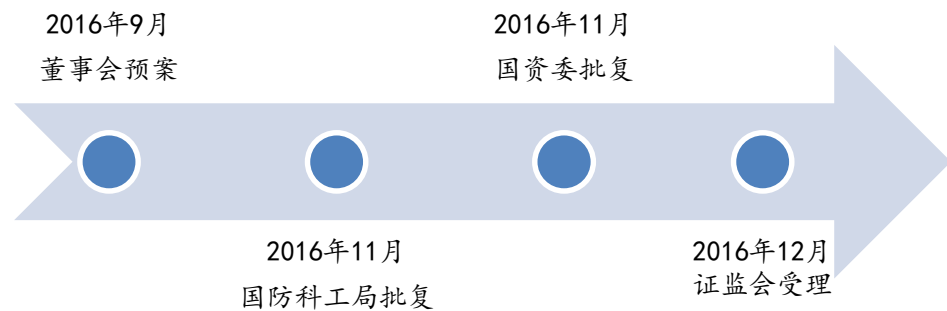 2016年9月
董事会预案
2016年11月
国资委批复
2016年11月
国防科工局批复
2016年12月
证监会受理